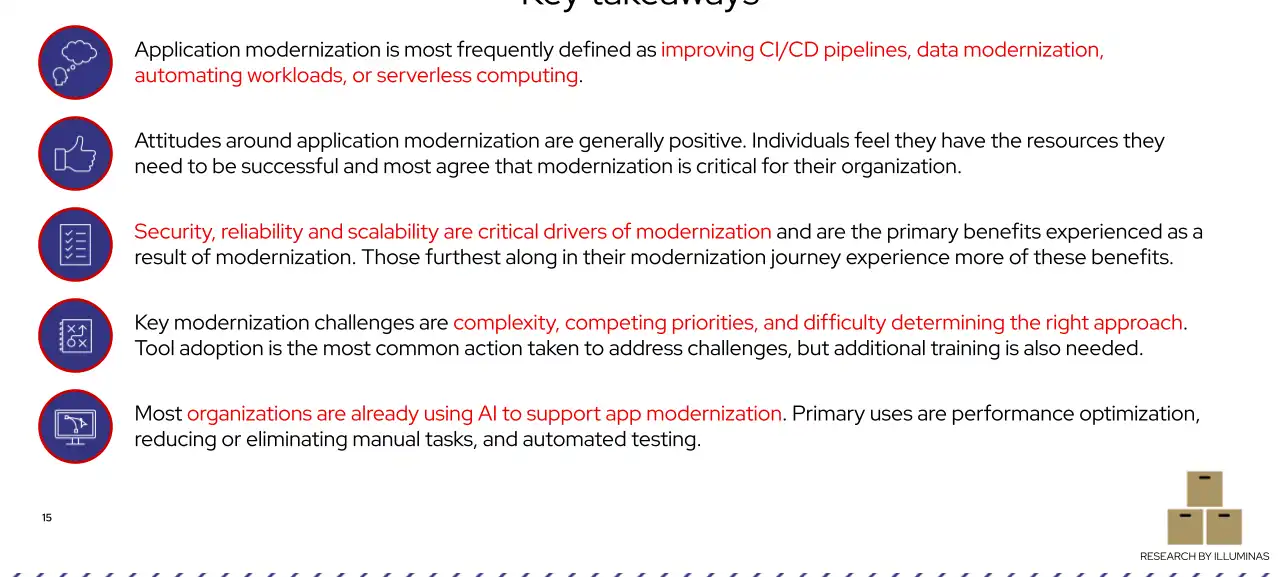 Key takeaways
Application modernization is most frequently defined as improving CI/CD pipelines, data modernization,
automating workloads, or serverless computing.
Attitudes around application modernization are generally positive. Individuals feel they have the resources they
need to be successful and most agree that modernization is critical for their organization.
Security, reliability and scalability are critical drivers of modernization and are the primary benefits experienced as a
result of modernization. Those furthest along in their modernization journey experience more of these benefits.
Key modernization challenges are complexity, competing priorities, and difficulty determining the right approach.
Tool adoption is the most common action taken to address challenges, but additional training is also needed.
Most organizations are already using AI to support app modernization. Primary uses are performance optimization,
reducing or eliminating manual tasks, and automated testing.
15
RESEARCH BY ILLUMINAS